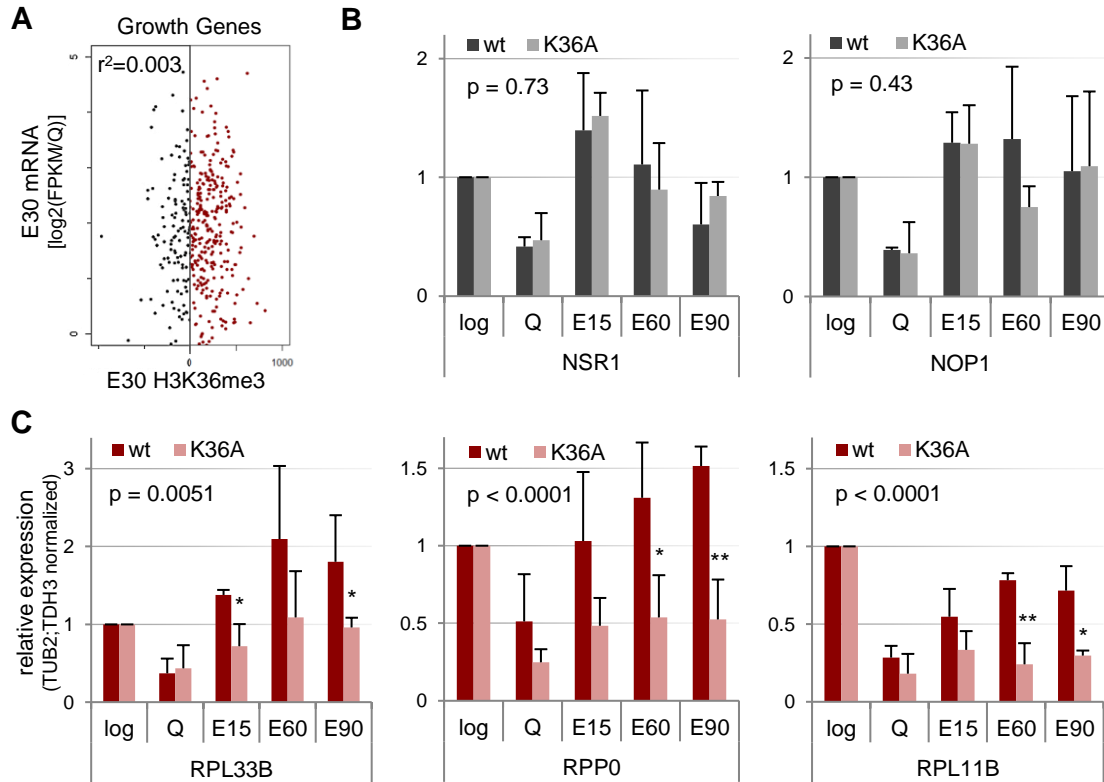 A
Growth Genes
r²=0.003
5
0
E30 mRNA
[log2(FPKM/Q)]
0 1000
E30 H3K36me3
B
wt K36A
p = 0.73
2
1
0
log Q E15 E60 E90
NSR1
wt K36A
p = 0.43
2
1
0
log Q E15 E60 E90
NOP1
C
relative expression
(TUB2;TDH3 normalized)
wt K36A
p = 0.0051
3
2
1
0
* *
log Q E15 E60 E90
RPL33B
wt K36A
p < 0.0001
1.5
1
0.5
0
* **
log Q E15 E60 E90
RPP0
wt K36A
p < 0.0001
1.5
1
0.5
0
** *
log Q E15 E60 E90
RPL11B